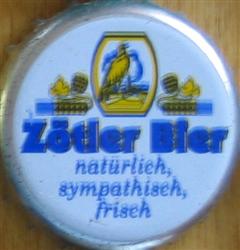 Zötler Bier
natürlich,
sympathisch,
frisch